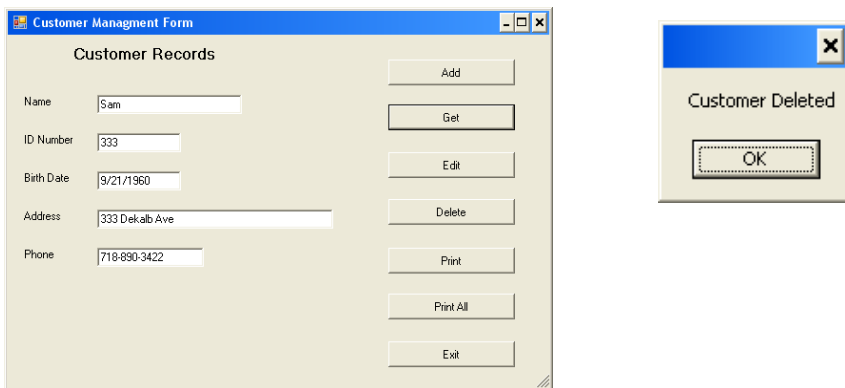 Customer Managment Form
Customer Records
Name Sam
ID Number 333
Birth Date 9/21/1960
Address 333 Dekalb Ave
Phone 718-890-3422
Add
Get
Edit
Delete
Print
Print All
Exit
Customer Deleted
OK